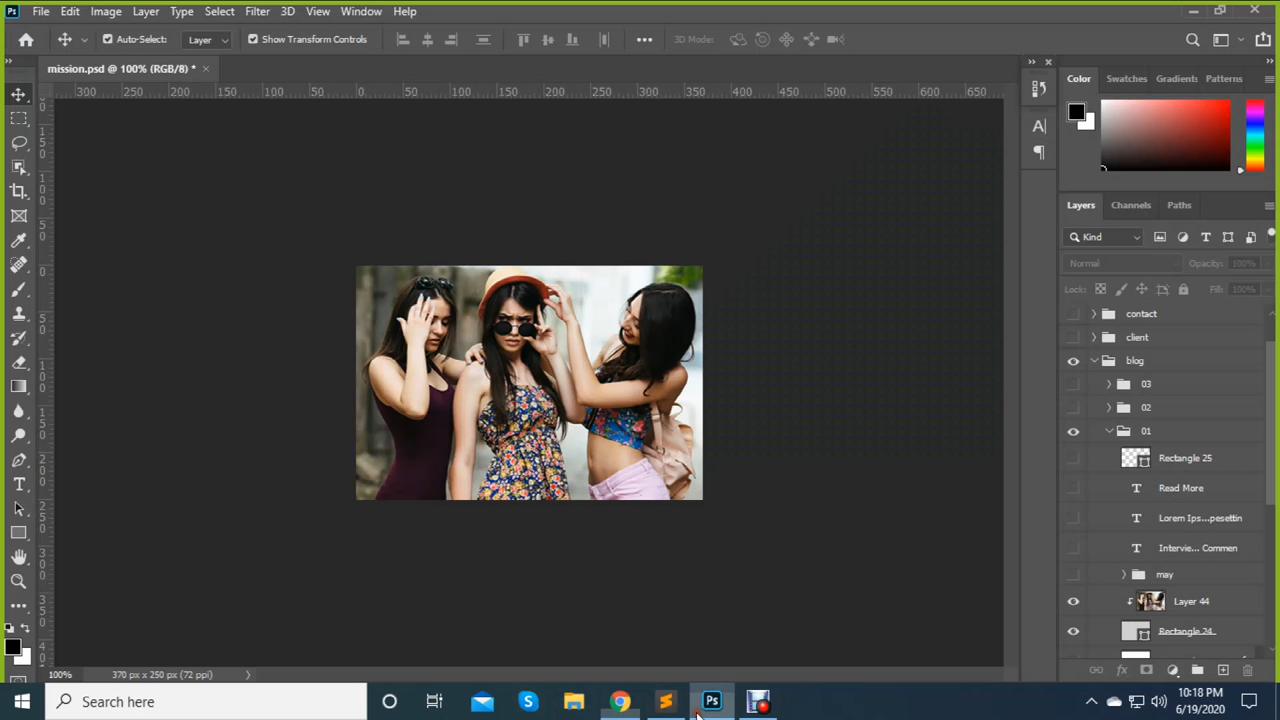 Ps File Edit Image Layer Type Select Filter 3D View Window Help
Auto-Select: Layer Show Transform Controls 3D Mode:
mission.psd @ 100% (RGB/8) * ×
300 250 200 150 100 50 0 50 100 150 200 250 300 350 400 450 500 550 600 650
Color Swatches Gradients Patterns
Layers Channels Paths
Kind
Normal Opacity: 100%
Lock: Fill: 100%
contact
client
blog
03
02
01
Rectangle 25
Read More
Lorem Ips...pesettin
Intervie... Commen
may
Layer 44
Rectangle 24
100% 370 px x 250 px (72 ppi)
Type here to search
10:18 PM
6/19/2020